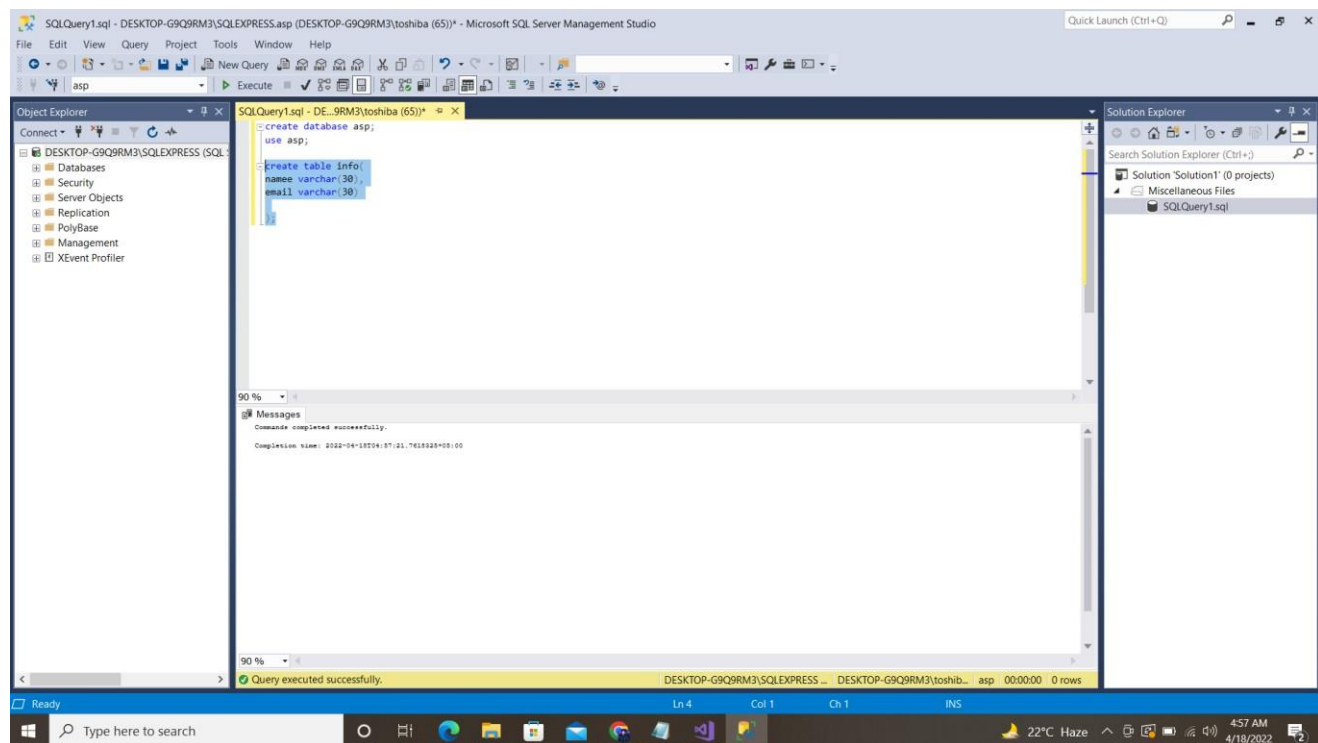 SQLQuery1.sql - DESKTOP-G9Q9RM3\SQLEXPRESS.asp (DESKTOP-G9Q9RM3\toshiba (65))* - Microsoft SQL Server Management Studio
Quick Launch (Ctrl+Q)
File Edit View Query Project Tools Window Help
New Query
asp
Execute
Object Explorer
Connect
DESKTOP-G9Q9RM3\SQLEXPRESS (SQL
Databases
Security
Server Objects
Replication
PolyBase
Management
XEvent Profiler
SQLQuery1.sql - DE...9RM3\toshiba (65))*
create database asp;
use asp;
create table info(
namee varchar(30),
email varchar(30)
);
90 %
Messages
Commands completed successfully.
Completion time: 2022-04-18T04:57:21.7618328+05:00
90 %
Query executed successfully.
DESKTOP-G9Q9RM3\SQLEXPRESS ... DESKTOP-G9Q9RM3\toshib... asp 00:00:00 0 rows
Solution Explorer
Search Solution Explorer (Ctrl+;)
Solution 'Solution1' (0 projects)
Miscellaneous Files
SQLQuery1.sql
Ready
Ln 4 Col 1 Ch 1 INS
Type here to search
22°C Haze
4:57 AM
4/18/2022
2